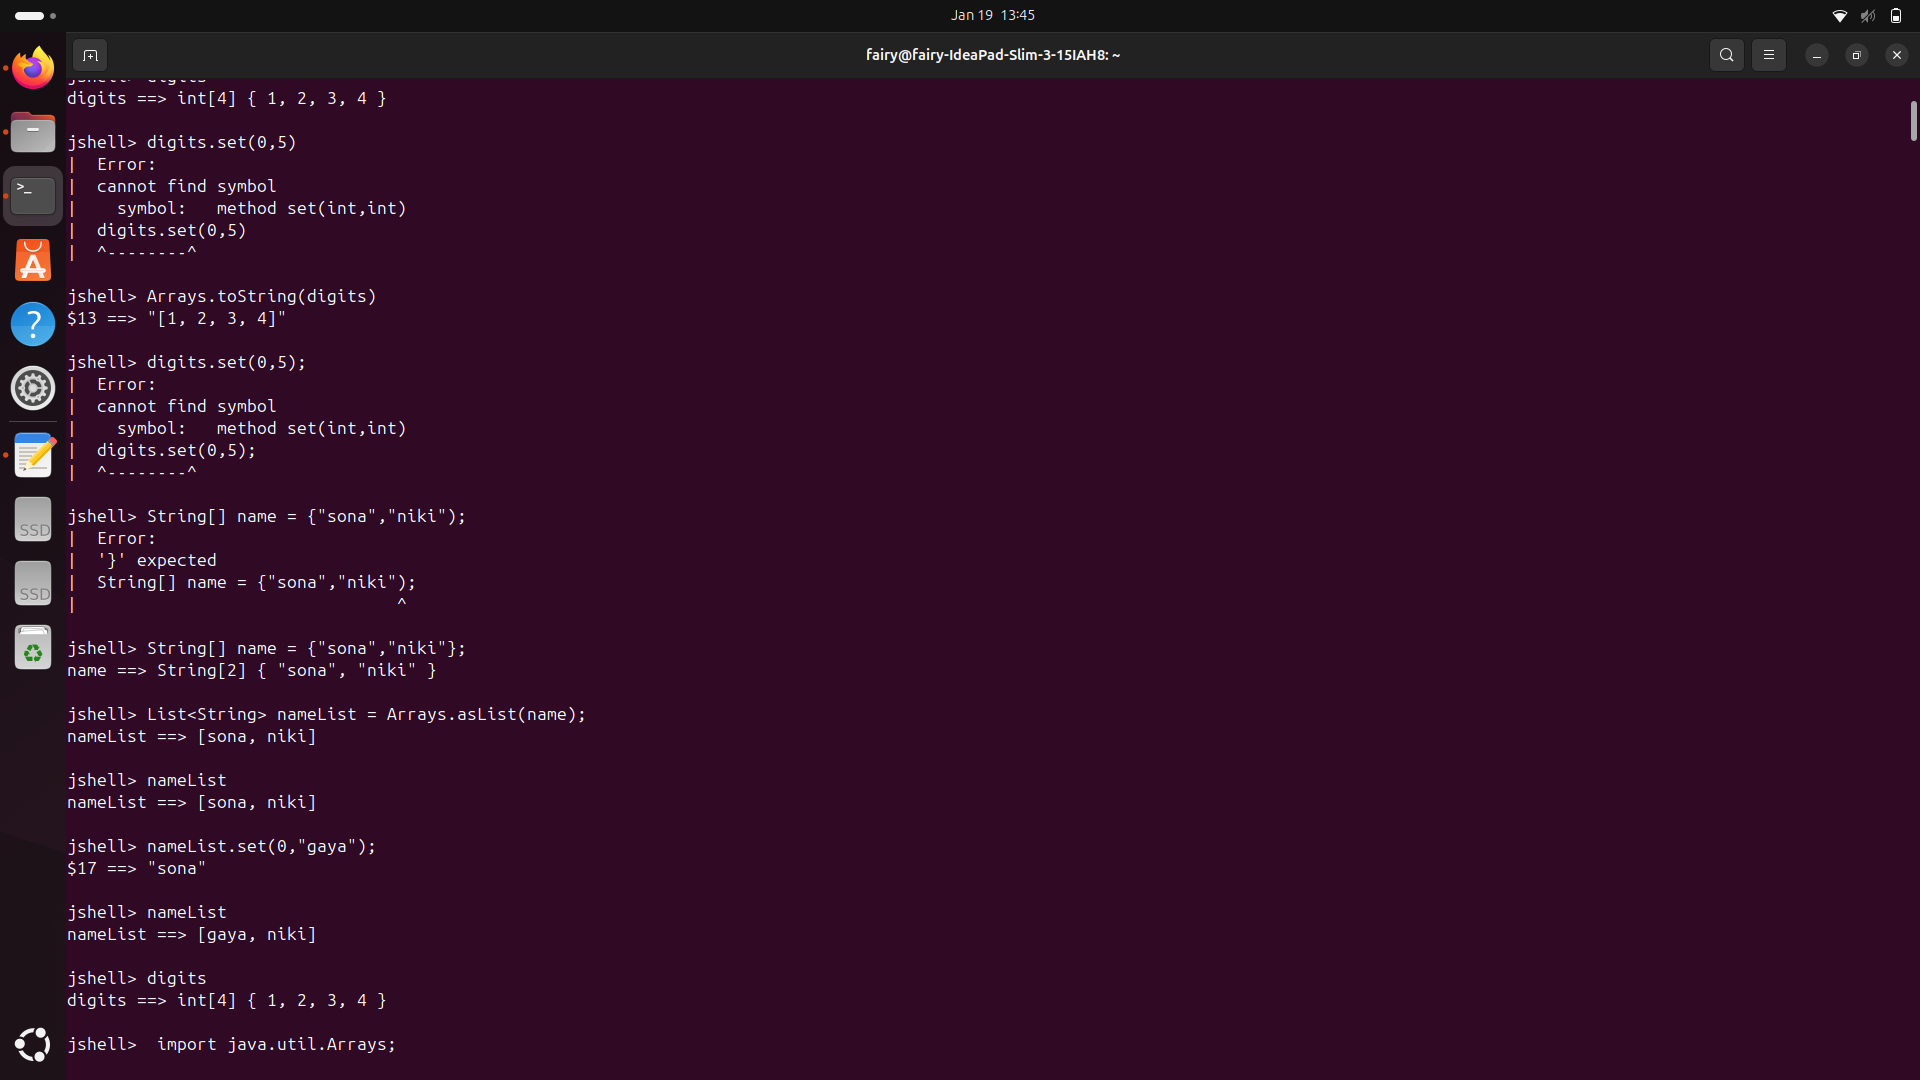 Jan 19 13:45
fairy@fairy-IdeaPad-Slim-3-15IAH8: ~
jshell> digits
digits ==> int[4] { 1, 2, 3, 4 }
jshell> digits.set(0,5)
|  Error:
|  cannot find symbol
|    symbol:   method set(int,int)
|  digits.set(0,5)
|  ^--------^
jshell> Arrays.toString(digits)
$13 ==> "[1, 2, 3, 4]"
jshell> digits.set(0,5);
|  Error:
|  cannot find symbol
|    symbol:   method set(int,int)
|  digits.set(0,5);
|  ^--------^
jshell> String[] name = {"sona","niki");
|  Error:
|  '}' expected
|  String[] name = {"sona","niki");
|                                ^
jshell> String[] name = {"sona","niki"};
name ==> String[2] { "sona", "niki" }
jshell> List<String> nameList = Arrays.asList(name);
nameList ==> [sona, niki]
jshell> nameList
nameList ==> [sona, niki]
jshell> nameList.set(0,"gaya");
$17 ==> "sona"
jshell> nameList
nameList ==> [gaya, niki]
jshell> digits
digits ==> int[4] { 1, 2, 3, 4 }
jshell>  import java.util.Arrays;
SSD
SSD